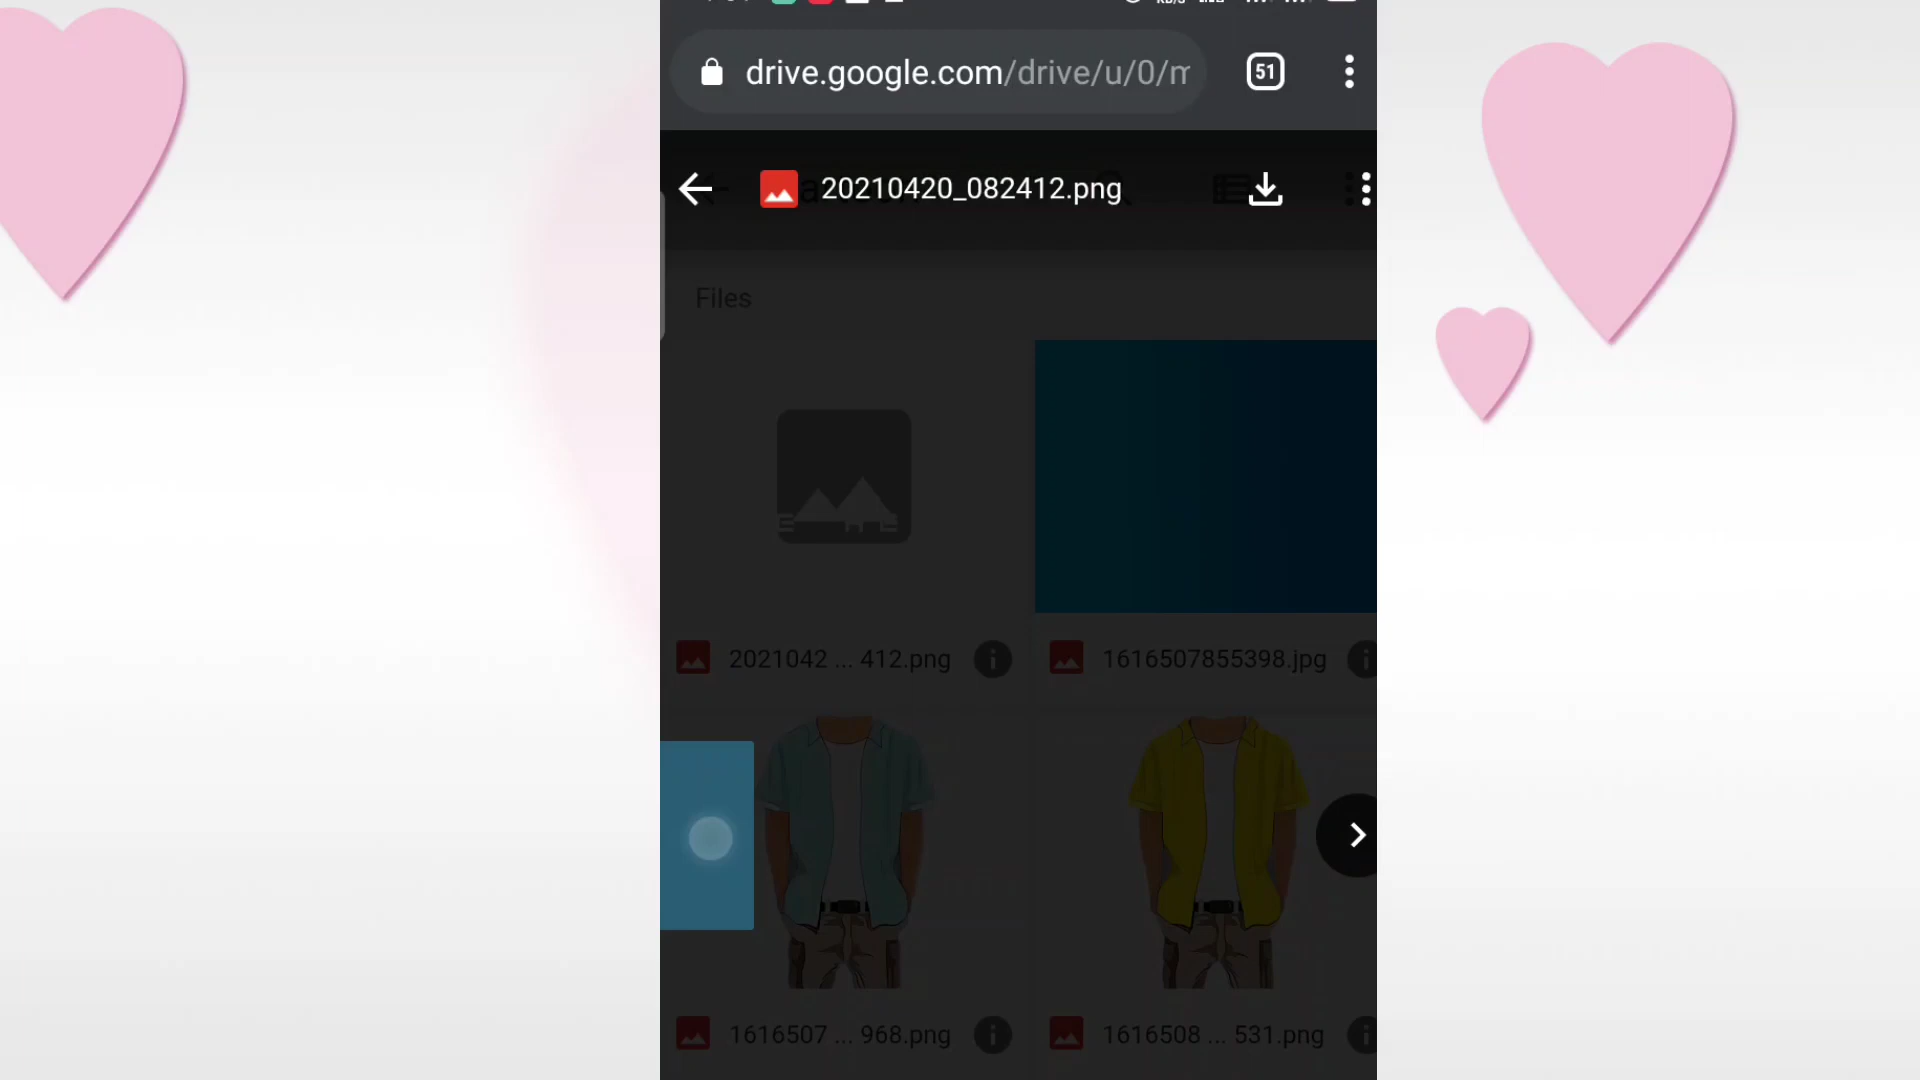 drive.google.com/drive/u/0/m
51
20210420_082412.png
Files
2021042 ... 412.png
1616507855398.jpg
1616507 ... 968.png
1616508 ... 531.png